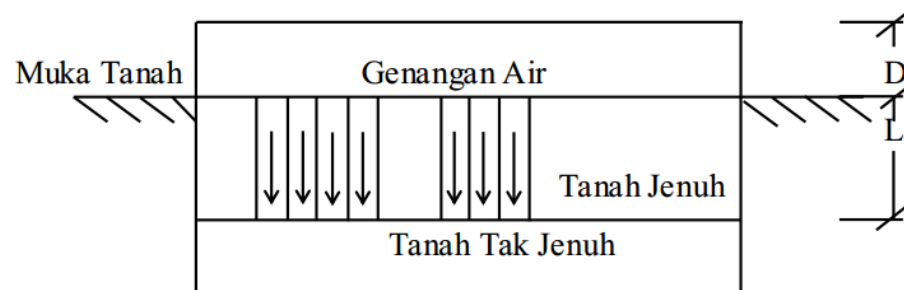 Muka Tanah
Genangan Air
D
L
Tanah Jenuh
Tanah Tak Jenuh